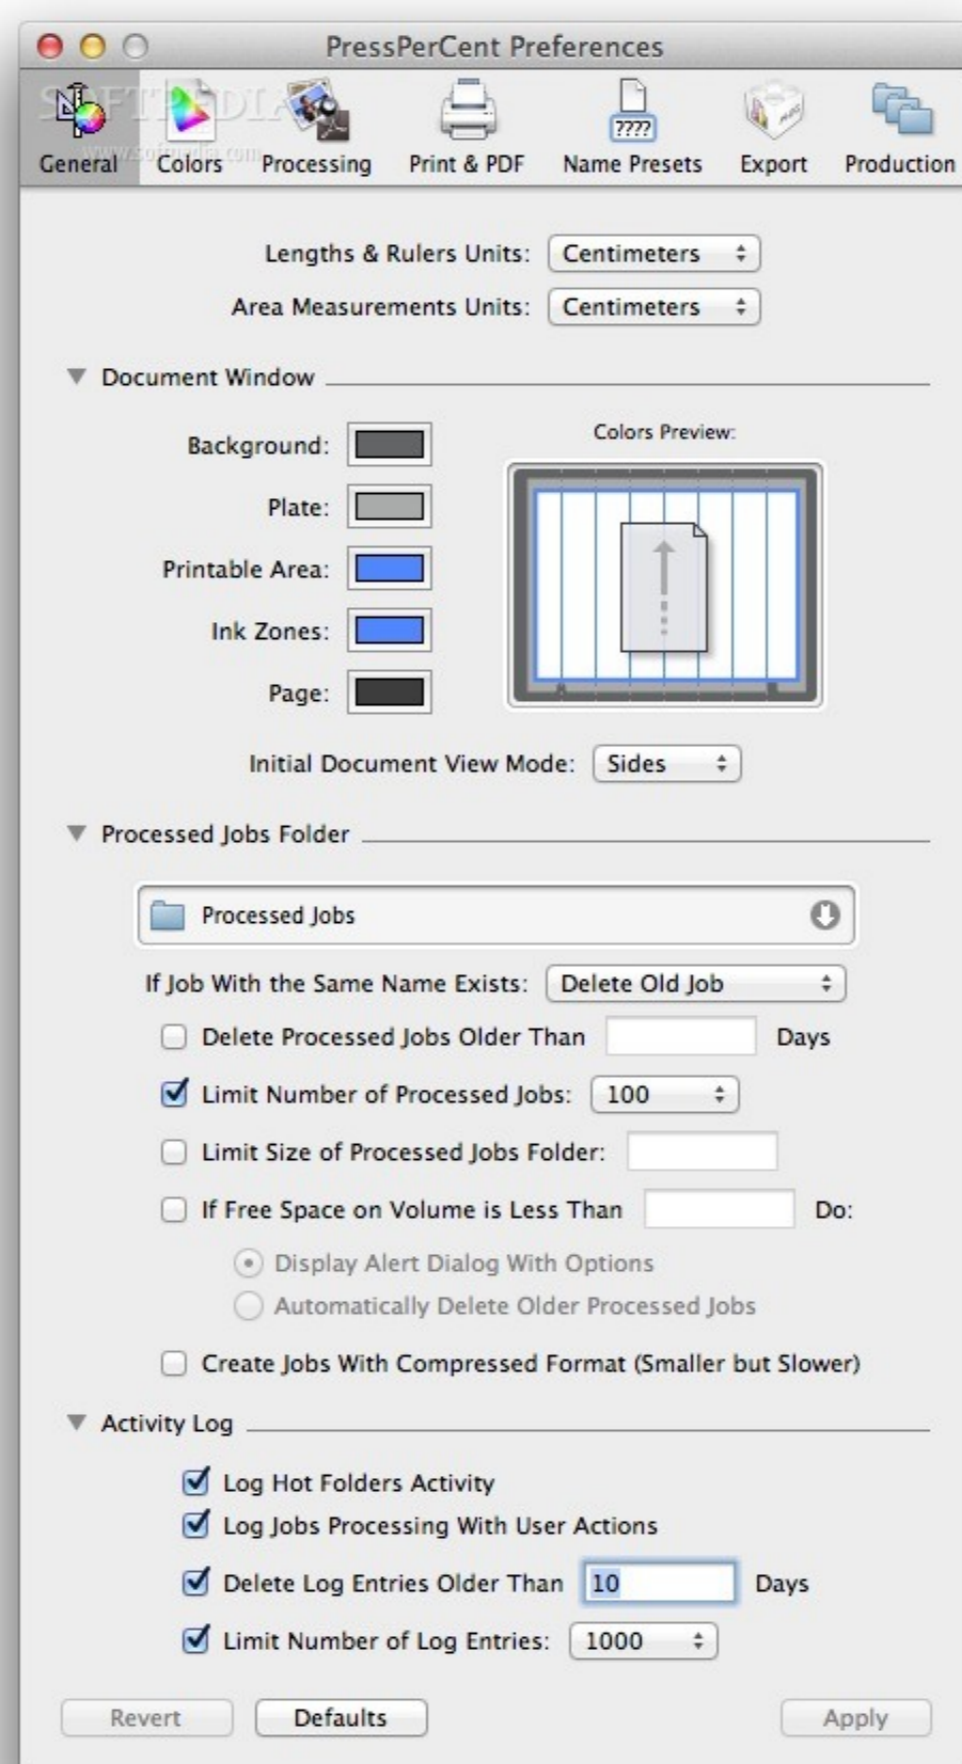 PressPerCent Preferences
SOFTPEDIA
www.softpedia.com
General Colors Processing Print & PDF Name Presets Export Production
????
Lengths & Rulers Units: Centimeters
Area Measurements Units: Centimeters
Document Window
Background:
Colors Preview:
Plate:
Printable Area:
Ink Zones:
Page:
Initial Document View Mode: Sides
Processed Jobs Folder
Processed Jobs
If Job With the Same Name Exists: Delete Old Job
Delete Processed Jobs Older Than Days
Limit Number of Processed Jobs: 100
Limit Size of Processed Jobs Folder:
If Free Space on Volume is Less Than Do:
Display Alert Dialog With Options
Automatically Delete Older Processed Jobs
Create Jobs With Compressed Format (Smaller but Slower)
Activity Log
Log Hot Folders Activity
Log Jobs Processing With User Actions
Delete Log Entries Older Than 10 Days
Limit Number of Log Entries: 1000
Revert Defaults Apply